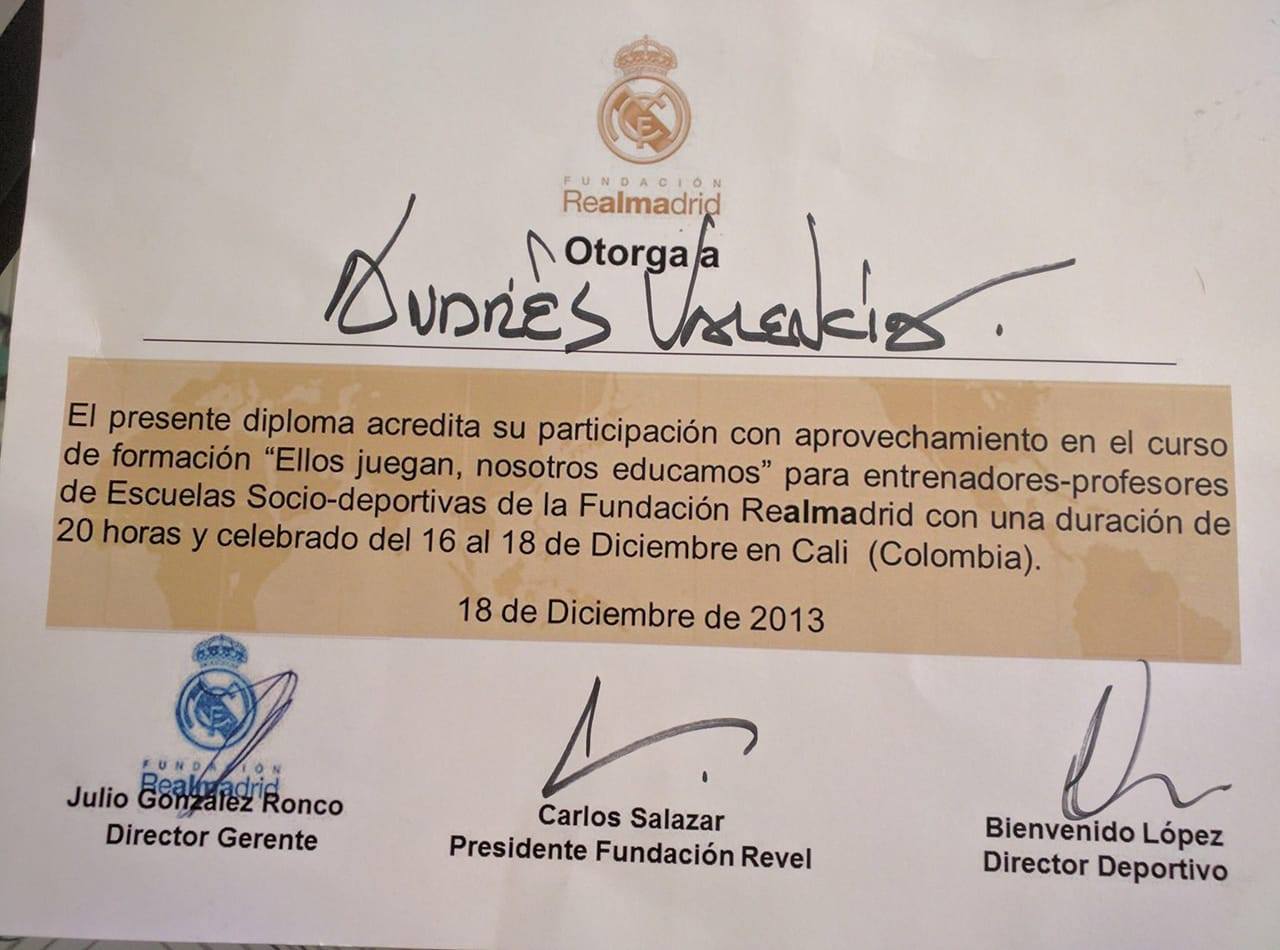 FUNDACIÓN
Realmadrid
Otorga a
Andrés Valencia.
El presente diploma acredita su participación con aprovechamiento en el curso
de formación “Ellos juegan, nosotros educamos” para entrenadores-profesores
de Escuelas Socio-deportivas de la Fundación Realmadrid con una duración de
20 horas y celebrado del 16 al 18 de Diciembre en Cali (Colombia).
18 de Diciembre de 2013
FUNDACIÓN
Realmadrid
Julio González Ronco
Director Gerente
Carlos Salazar
Presidente Fundación Revel
Bienvenido López
Director Deportivo